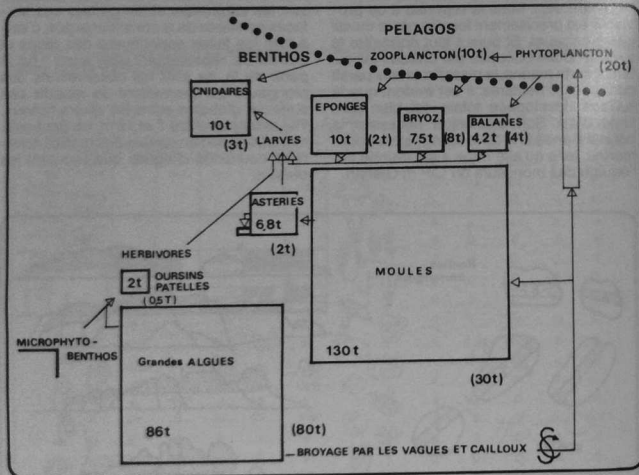 PELAGOS
BENTHOS
ZOOPLANCTON (10t)
PHYTOPLANCTON
(20t)
CNIDAIRES
10t
(3t)
EPONGES
10t
(2t)
BRYOZ.
7,5t
(8t)
BALANES
4,2t
(4t)
LARVES
ASTERIES
6,8t
(2t)
MOULES
130t
(30t)
HERBIVORES
2t
OURSINS
PATELLES
(0,5T)
MICROPHYTO-
BENTHOS
Grandes ALGUES
86t
(80t)
BROYAGE PAR LES VAGUES ET CAILLOUX